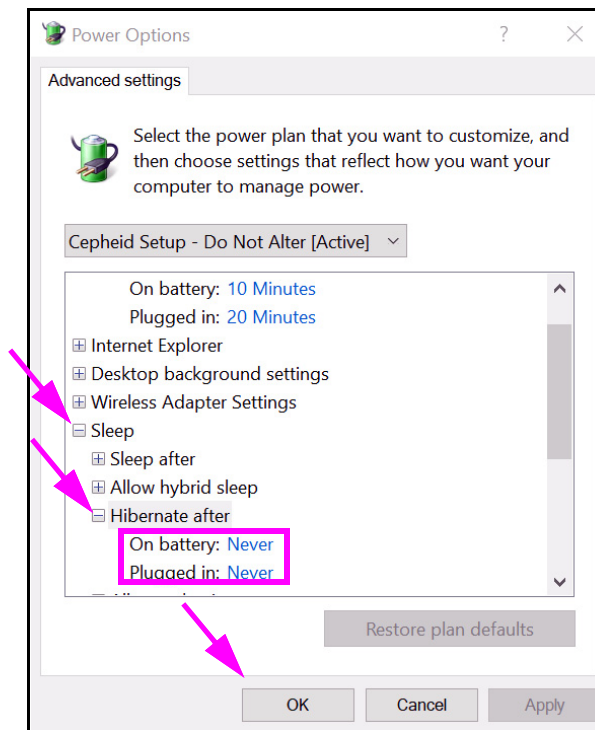 Power Options
Advanced settings
Select the power plan that you want to customize, and
then choose settings that reflect how you want your
computer to manage power.
Cepheid Setup - Do Not Alter [Active]
On battery: 10 Minutes
Plugged in: 20 Minutes
Internet Explorer
Desktop background settings
Wireless Adapter Settings
Sleep
Sleep after
Allow hybrid sleep
Hibernate after
On battery: Never
Plugged in: Never
Restore plan defaults
OK Cancel Apply